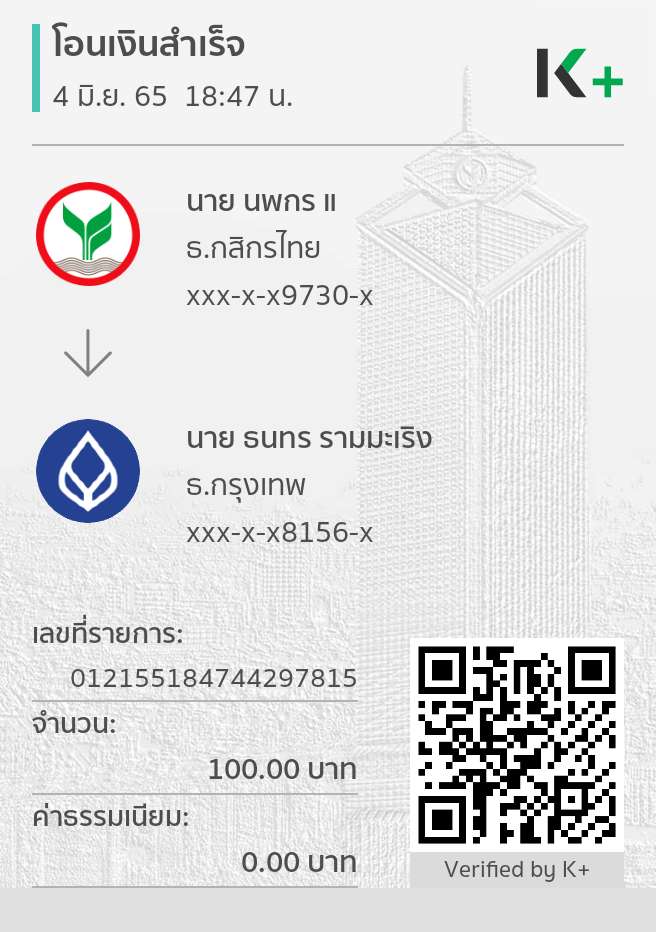 โอนเงินสำเร็จ
4 มิ.ย. 65 18:47 น.
K+
นาย นพกร แ
ธ.กสิกรไทย
xxx-x-x9730-x
นาย ธนทร รามมะเริง
ธ.กรุงเทพ
xxx-x-x8156-x
เลขที่รายการ:
012155184744297815
จำนวน:
100.00 บาท
ค่าธรรมเนียม:
0.00 บาท
Verified by K+